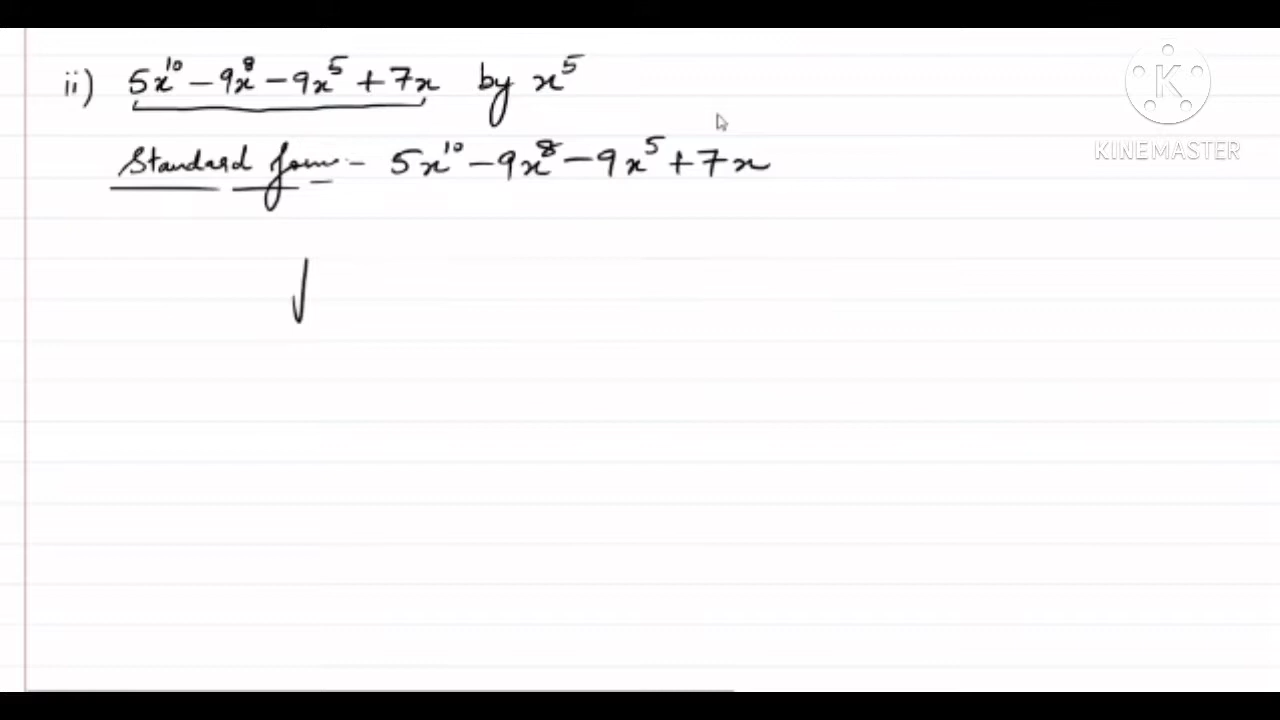 ii) 5x¹⁰ − 9x⁸ − 9x⁵ + 7x by x⁵
Standard form :- 5x¹⁰ − 9x⁸ − 9x⁵ + 7x
K
KINEMASTER